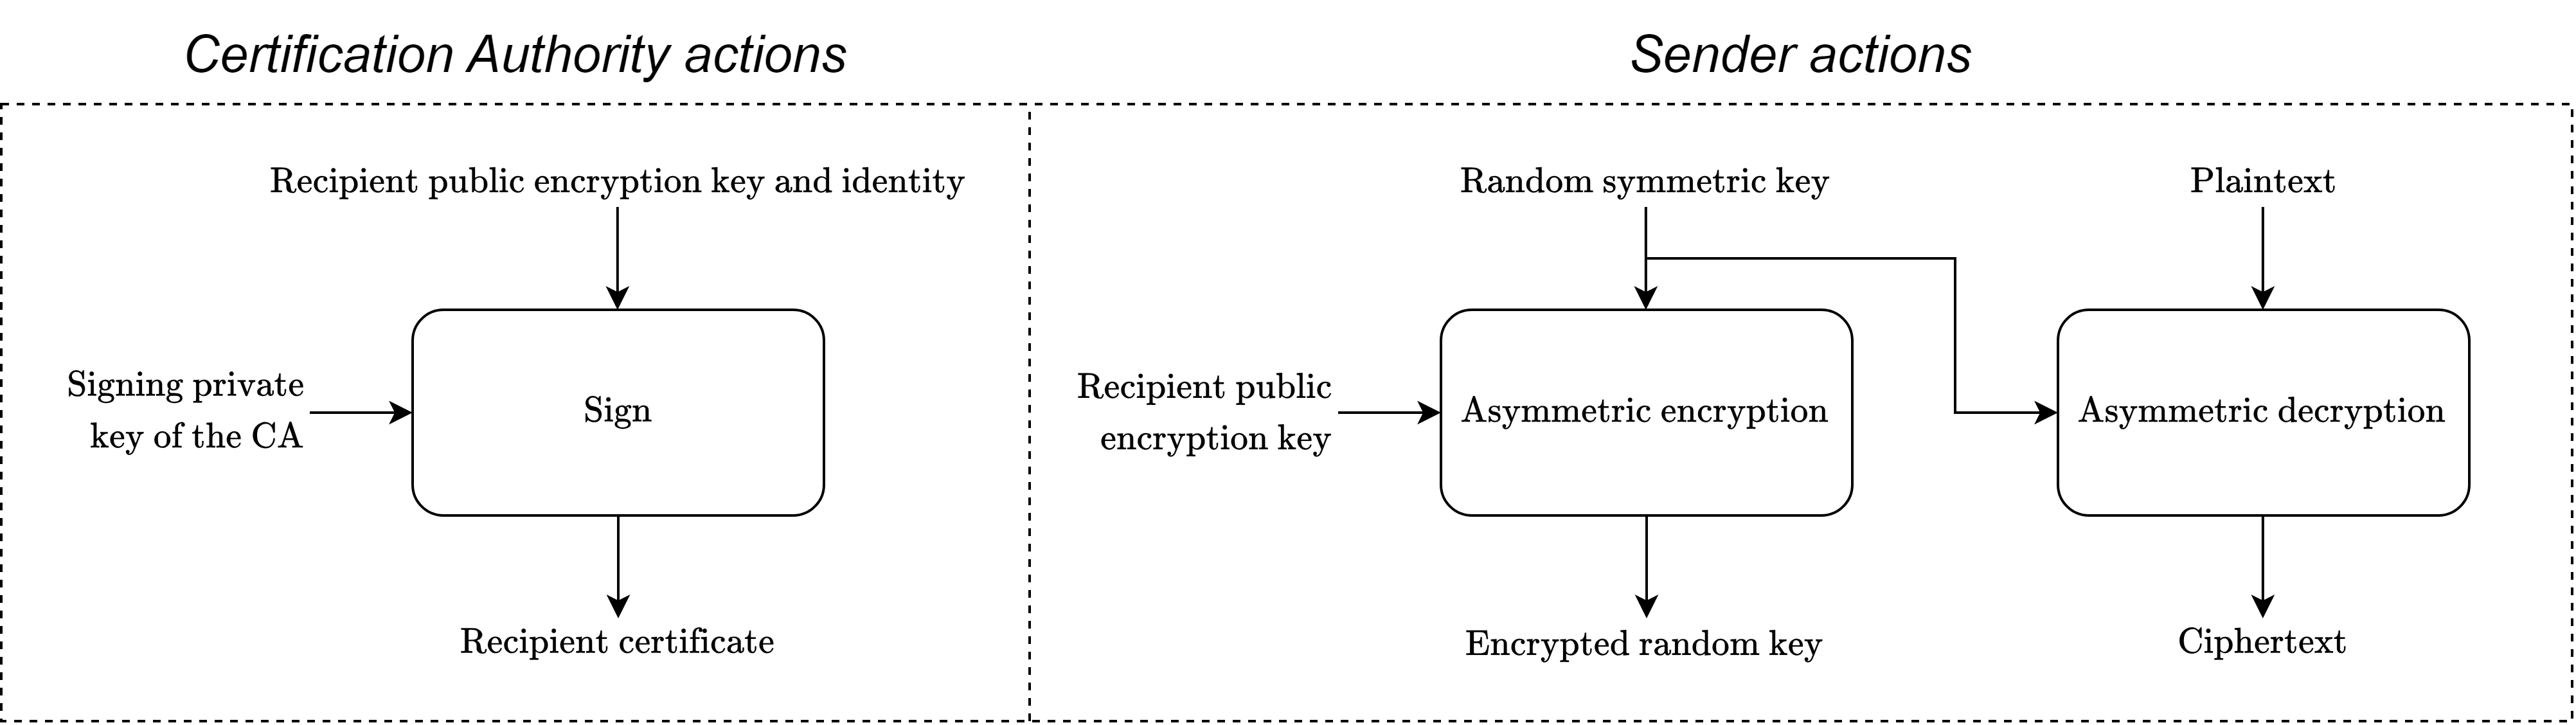 Certification Authority actions
Sender actions
Recipient public encryption key and identity
Signing private
key of the CA
Sign
Recipient certificate
Random symmetric key
Plaintext
Recipient public
encryption key
Asymmetric encryption
Asymmetric decryption
Encrypted random key
Ciphertext